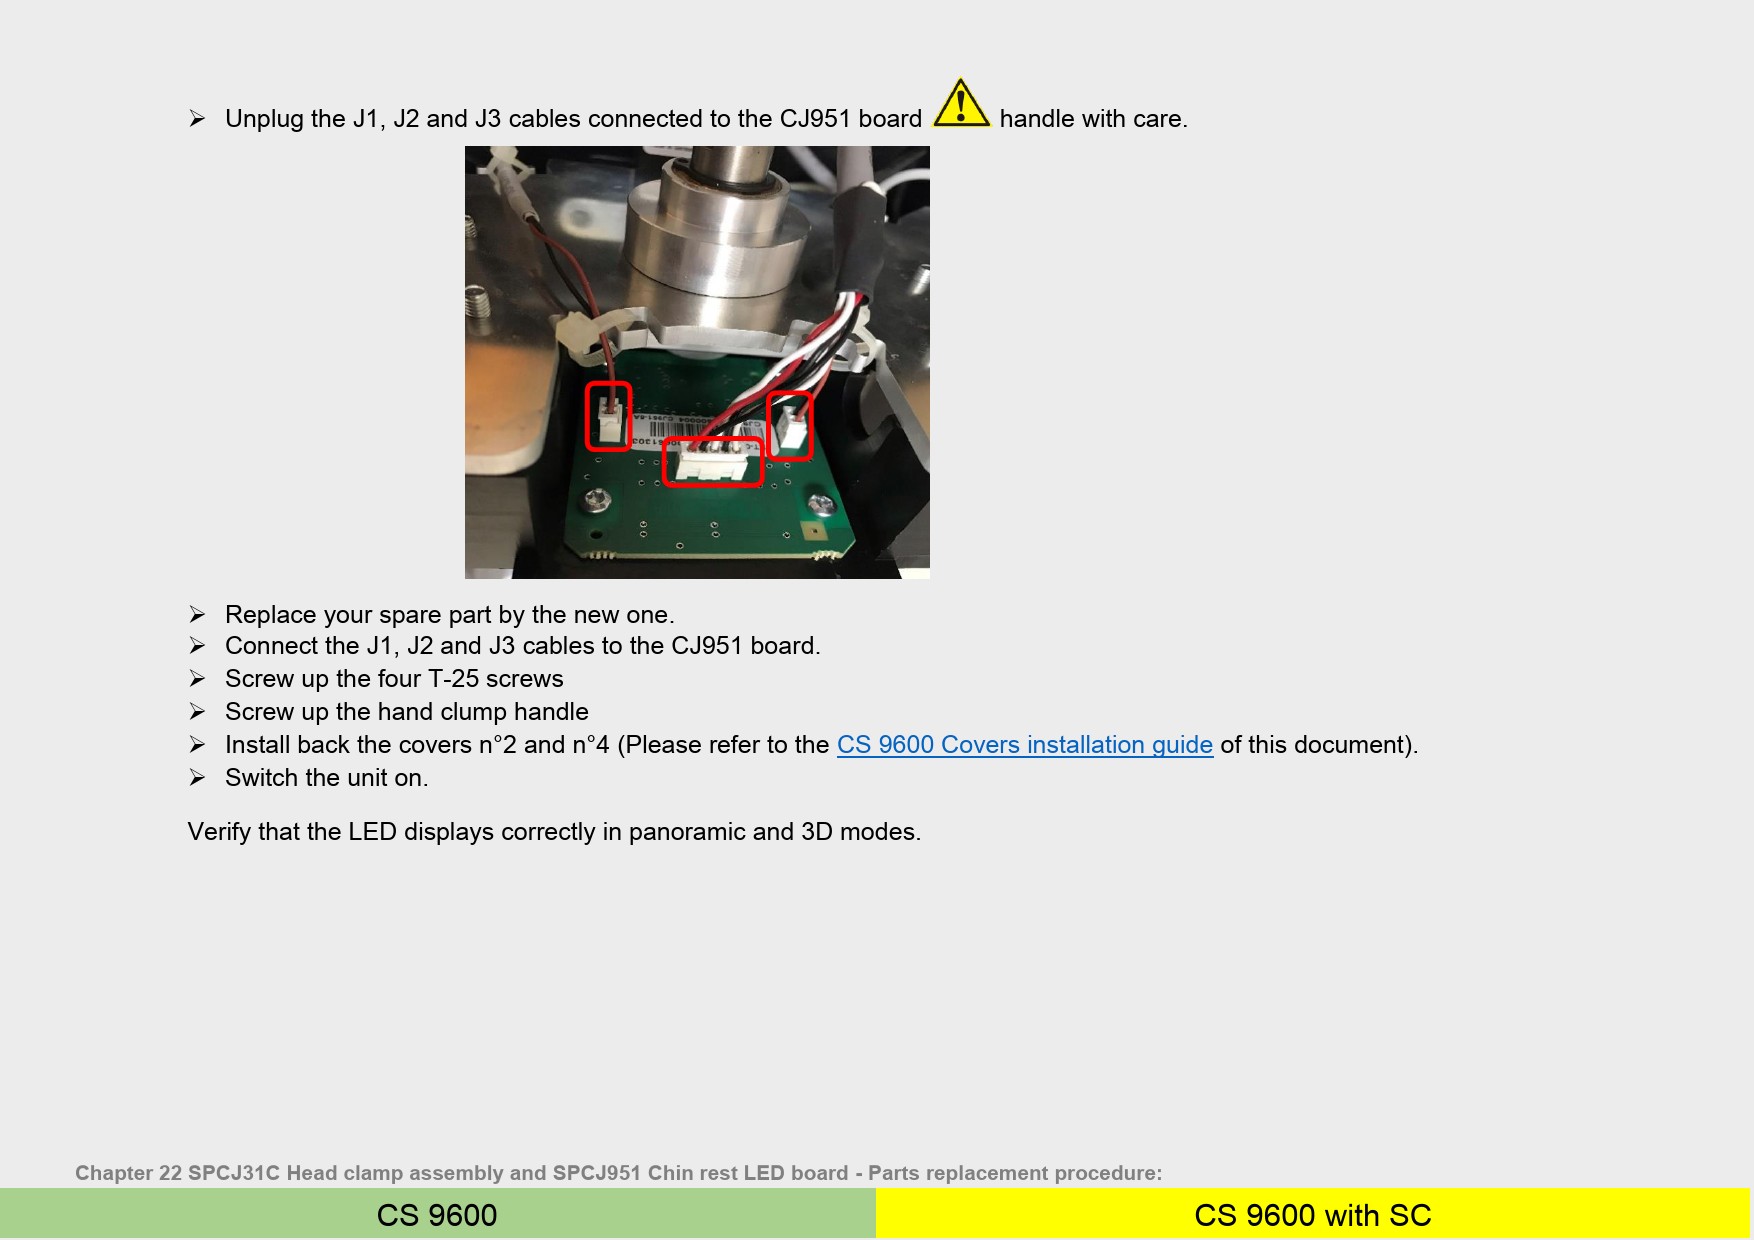 ➢ Unplug the J1, J2 and J3 cables connected to the CJ951 board handle with care.
➢ Replace your spare part by the new one.
➢ Connect the J1, J2 and J3 cables to the CJ951 board.
➢ Screw up the four T-25 screws
➢ Screw up the hand clump handle
➢ Install back the covers n°2 and n°4 (Please refer to the CS 9600 Covers installation guide of this document).
➢ Switch the unit on.
Verify that the LED displays correctly in panoramic and 3D modes.
Chapter 22 SPCJ31C Head clamp assembly and SPCJ951 Chin rest LED board - Parts replacement procedure:
CS 9600
CS 9600 with SC